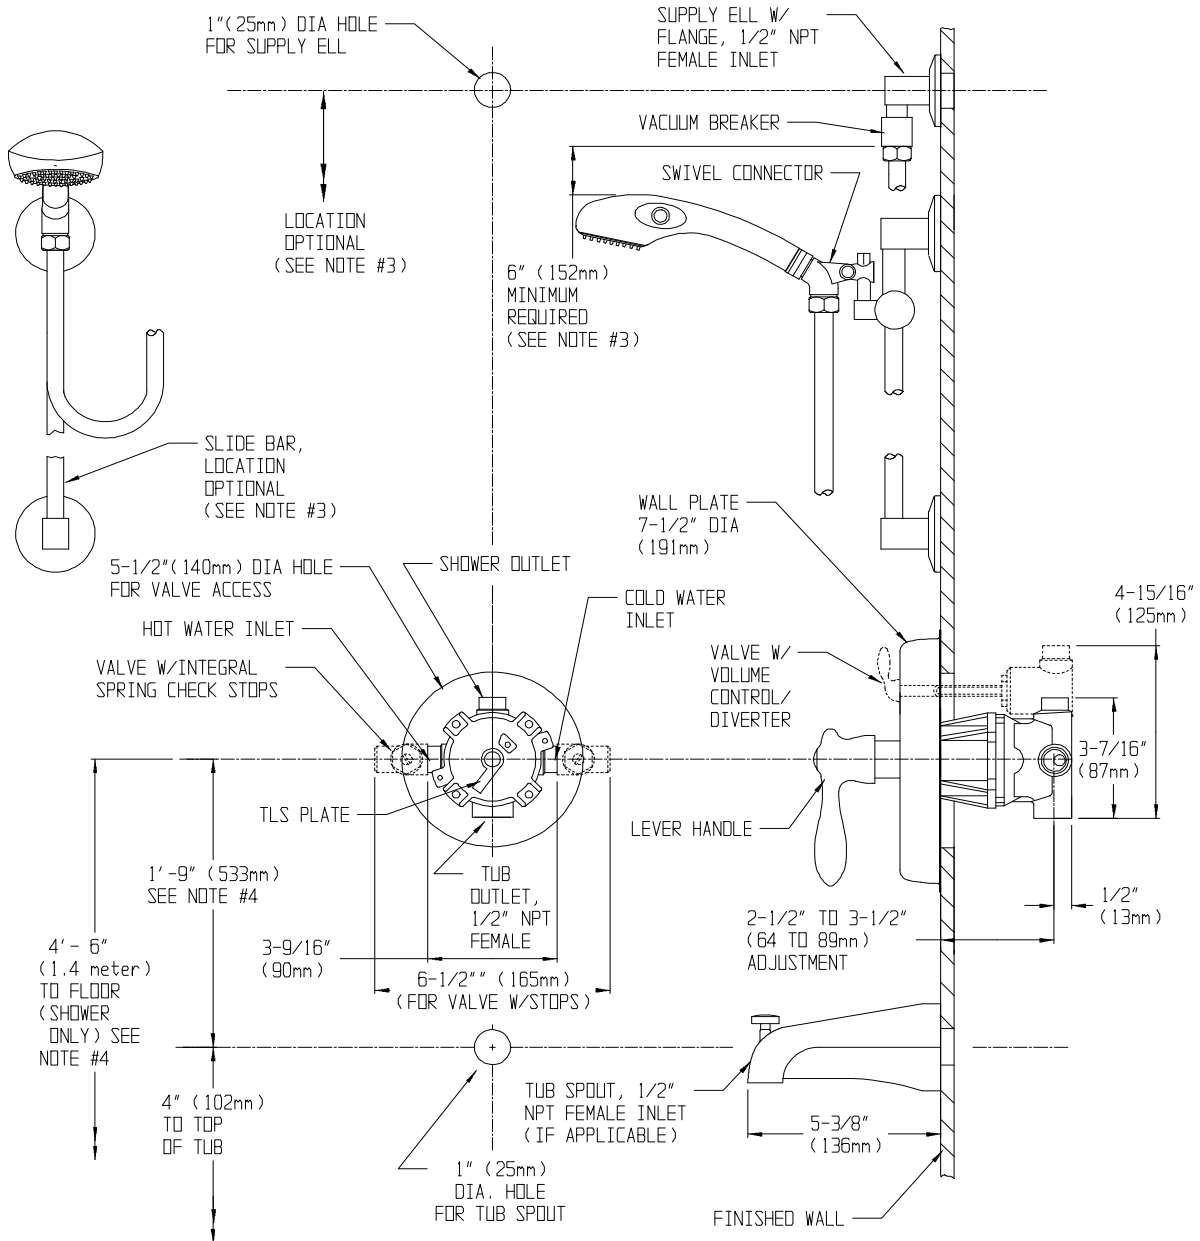 1"(25mm) DIA HOLE
FOR SUPPLY ELL
SUPPLY ELL W/
FLANGE, 1/2" NPT
FEMALE INLET
VACUUM BREAKER
SWIVEL CONNECTOR
LOCATION
OPTIONAL
(SEE NOTE #3)
6" (152mm)
MINIMUM
REQUIRED
(SEE NOTE #3)
SLIDE BAR,
LOCATION
OPTIONAL
(SEE NOTE #3)
WALL PLATE
7-1/2" DIA
(191mm)
5-1/2"(140mm) DIA HOLE
FOR VALVE ACCESS
SHOWER OUTLET
COLD WATER
INLET
HOT WATER INLET
VALVE W/INTEGRAL
SPRING CHECK STOPS
VALVE W/
VOLUME
CONTROL/
DIVERTER
4-15/16"
(125mm)
3-7/16"
(87mm)
TLS PLATE
LEVER HANDLE
1'-9" (533mm)
SEE NOTE #4
TUB
OUTLET,
1/2" NPT
FEMALE
1/2"
(13mm)
2-1/2" TO 3-1/2"
(64 TO 89mm)
ADJUSTMENT
3-9/16"
(90mm)
6-1/2"" (165mm)
(FOR VALVE W/STOPS)
4'- 6"
(1.4 meter)
TO FLOOR
(SHOWER
ONLY) SEE
NOTE #4
4" (102mm)
TO TOP
OF TUB
TUB SPOUT, 1/2"
NPT FEMALE INLET
(IF APPLICABLE)
5-3/8"
(136mm)
1" (25mm)
DIA. HOLE
FOR TUB SPOUT
FINISHED WALL